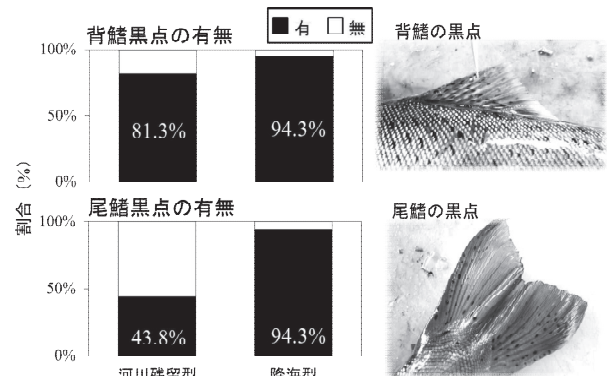 ■有 □無
背鰭黒点の有無
背鰭の黒点
100%
50%
0%
81.3%
94.3%
割合（%）
尾鰭黒点の有無
尾鰭の黒点
100%
50%
0%
43.8%
94.3%
河川残留型
降海型